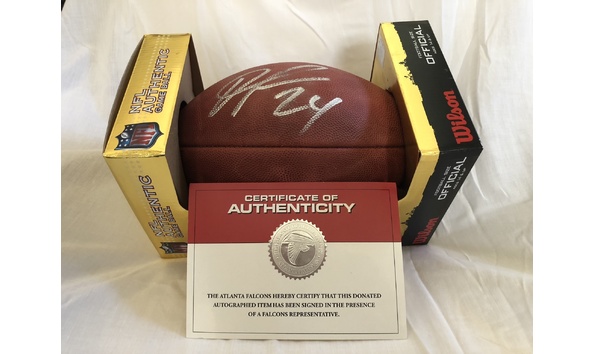 NFL
AUTHENTIC
GAME BALL
NFL
OFFICIAL
Wilson
OFFICIAL
Wilson
24
CERTIFICATE OF
AUTHENTICITY
THE ATLANTA FALCONS HEREBY CERTIFY THAT THIS DONATED
AUTOGRAPHED ITEM HAS BEEN SIGNED IN THE PRESENCE
OF A FALCONS REPRESENTATIVE.